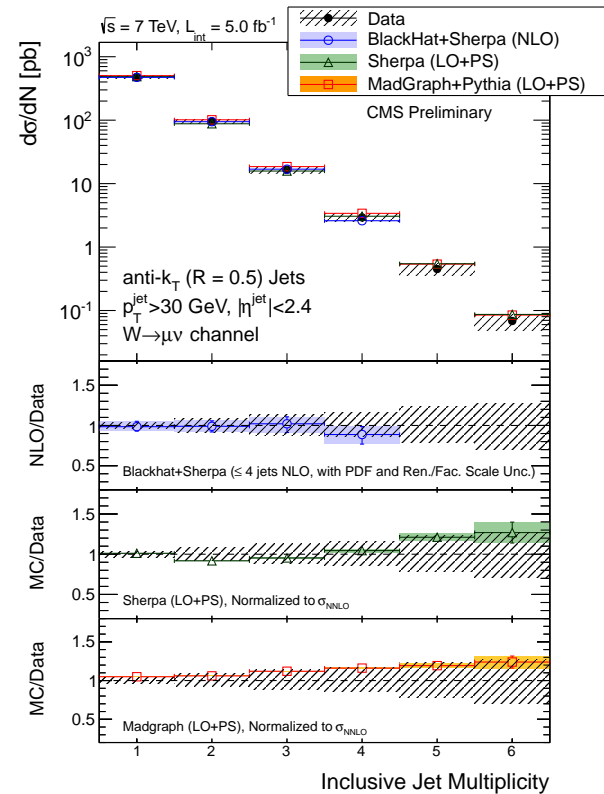 √s = 7 TeV, L_int = 5.0 fb⁻¹
Data
BlackHat+Sherpa (NLO)
Sherpa (LO+PS)
MadGraph+Pythia (LO+PS)
CMS Preliminary
dσ/dN [pb]
10³
10²
10
1
10⁻¹
anti-k_T (R = 0.5) Jets
p_T^jet>30 GeV, |η^jet|<2.4
W→μν channel
NLO/Data
1.5
1
0.5
Blackhat+Sherpa (≤ 4 jets NLO, with PDF and Ren./Fac. Scale Unc.)
MC/Data
1.5
1
0.5
Sherpa (LO+PS), Normalized to σ_NNLO
MC/Data
1.5
1
0.5
Madgraph (LO+PS), Normalized to σ_NNLO
1 2 3 4 5 6
Inclusive Jet Multiplicity